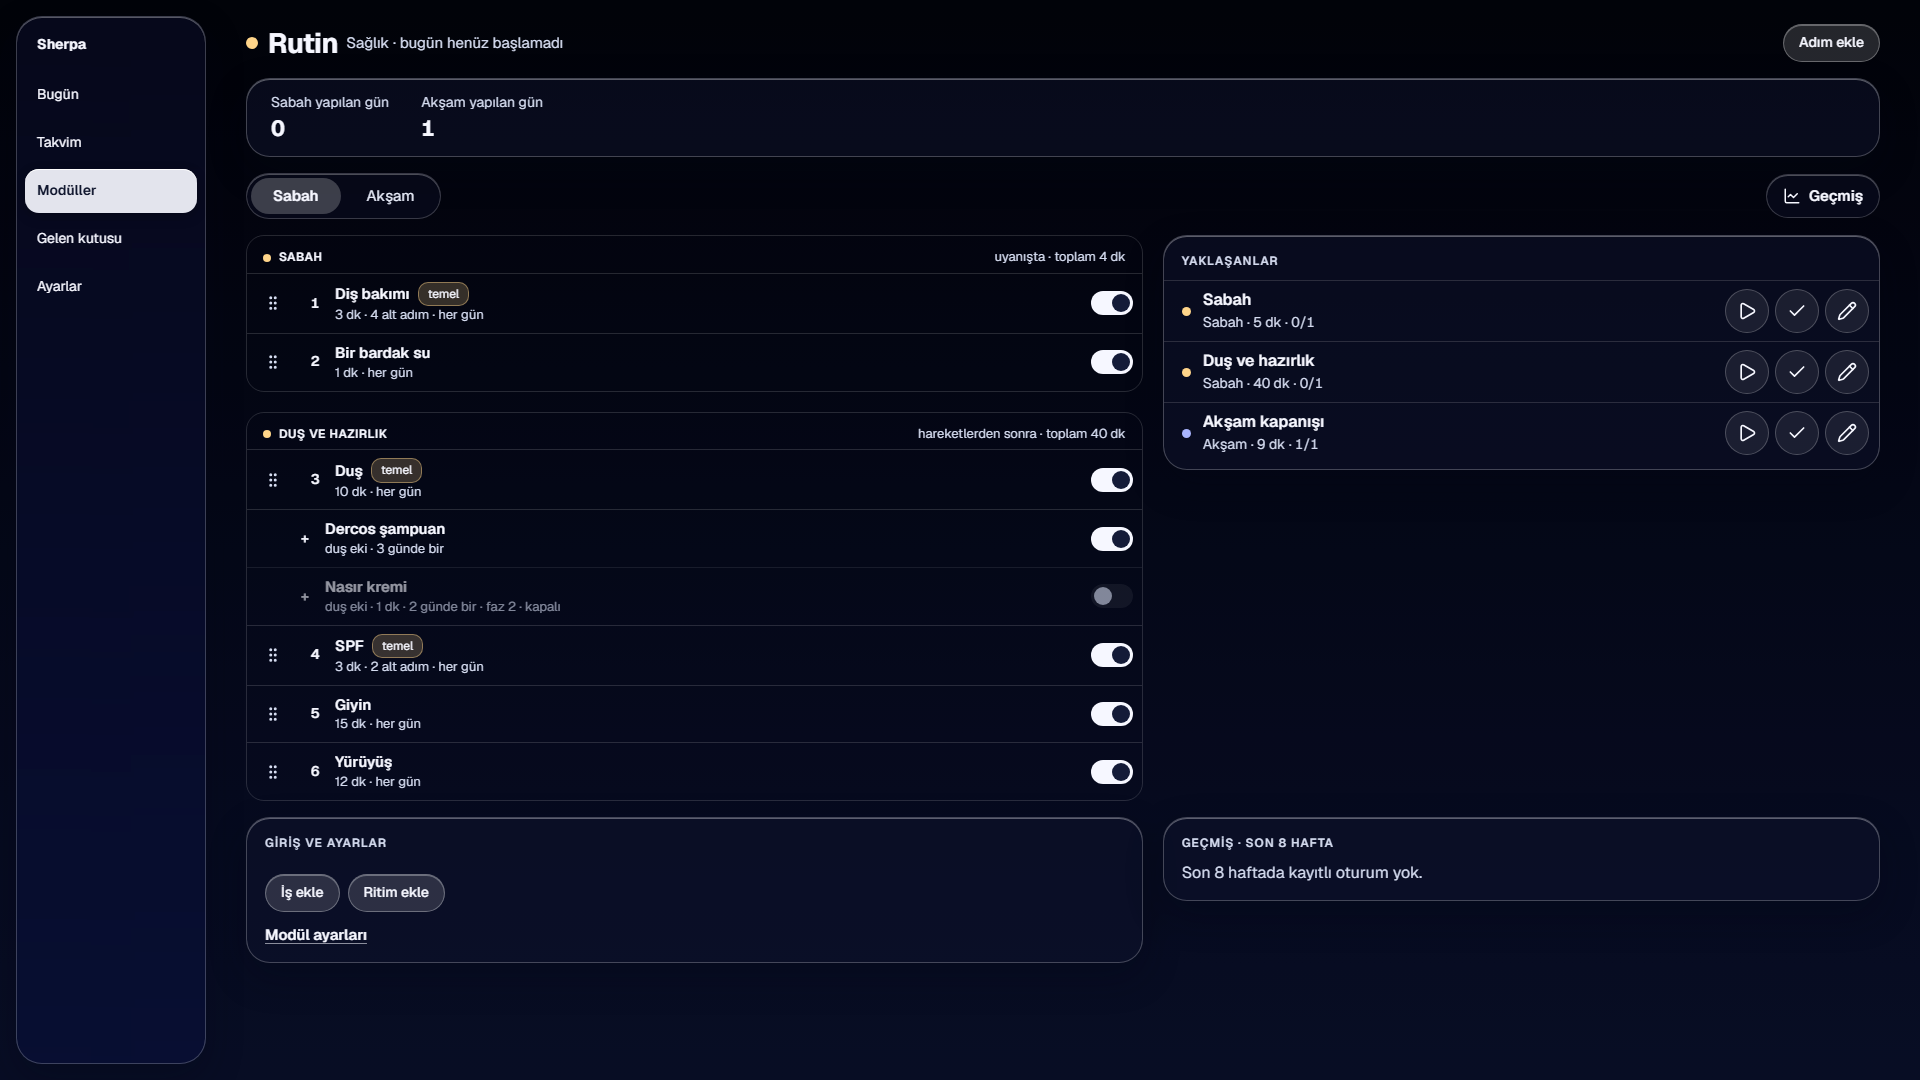 Sherpa
Bugün
Takvim
Modüller
Gelen kutusu
Ayarlar
Rutin Sağlık · bugün henüz başlamadı
Adım ekle
Sabah yapılan gün
0
Akşam yapılan gün
1
Sabah
Akşam
Geçmiş
SABAH
uyanışta · toplam 4 dk
1
Diş bakımı temel
3 dk · 4 alt adım · her gün
2
Bir bardak su
1 dk · her gün
DUŞ VE HAZIRLIK
hareketlerden sonra · toplam 40 dk
3
Duş temel
10 dk · her gün
+
Dercos şampuan
duş eki · 3 günde bir
+
Nasır kremi
duş eki · 1 dk · 2 günde bir · faz 2 · kapalı
4
SPF temel
3 dk · 2 alt adım · her gün
5
Giyin
15 dk · her gün
6
Yürüyüş
12 dk · her gün
YAKLAŞANLAR
Sabah
Sabah · 5 dk · 0/1
Duş ve hazırlık
Sabah · 40 dk · 0/1
Akşam kapanışı
Akşam · 9 dk · 1/1
GİRİŞ VE AYARLAR
İş ekle
Ritim ekle
Modül ayarları
GEÇMİŞ · SON 8 HAFTA
Son 8 haftada kayıtlı oturum yok.